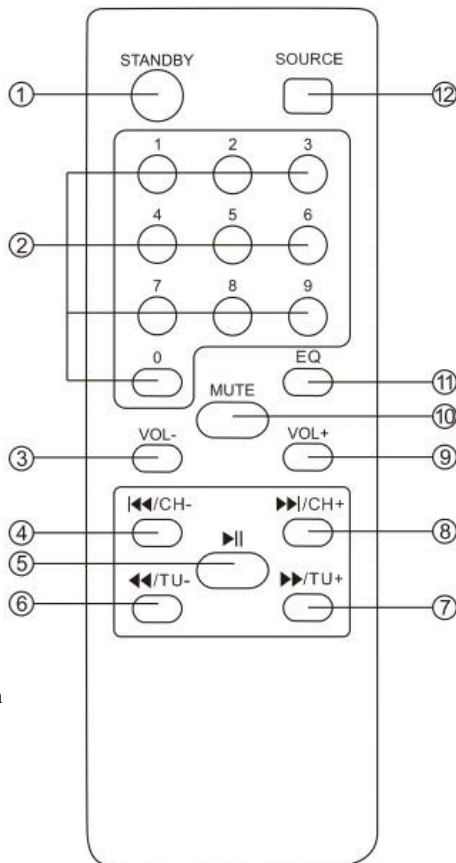 STANDBY SOURCE
① ⑫
1 2 3
4 5 6
②
7 8 9
0 EQ
⑪
MUTE
⑩
VOL- VOL+
③ ⑨
|◀◀/CH- ▶▶|/CH+
④ ⑧
▶||
⑤
◀◀/TU- ▶▶/TU+
⑥ ⑦